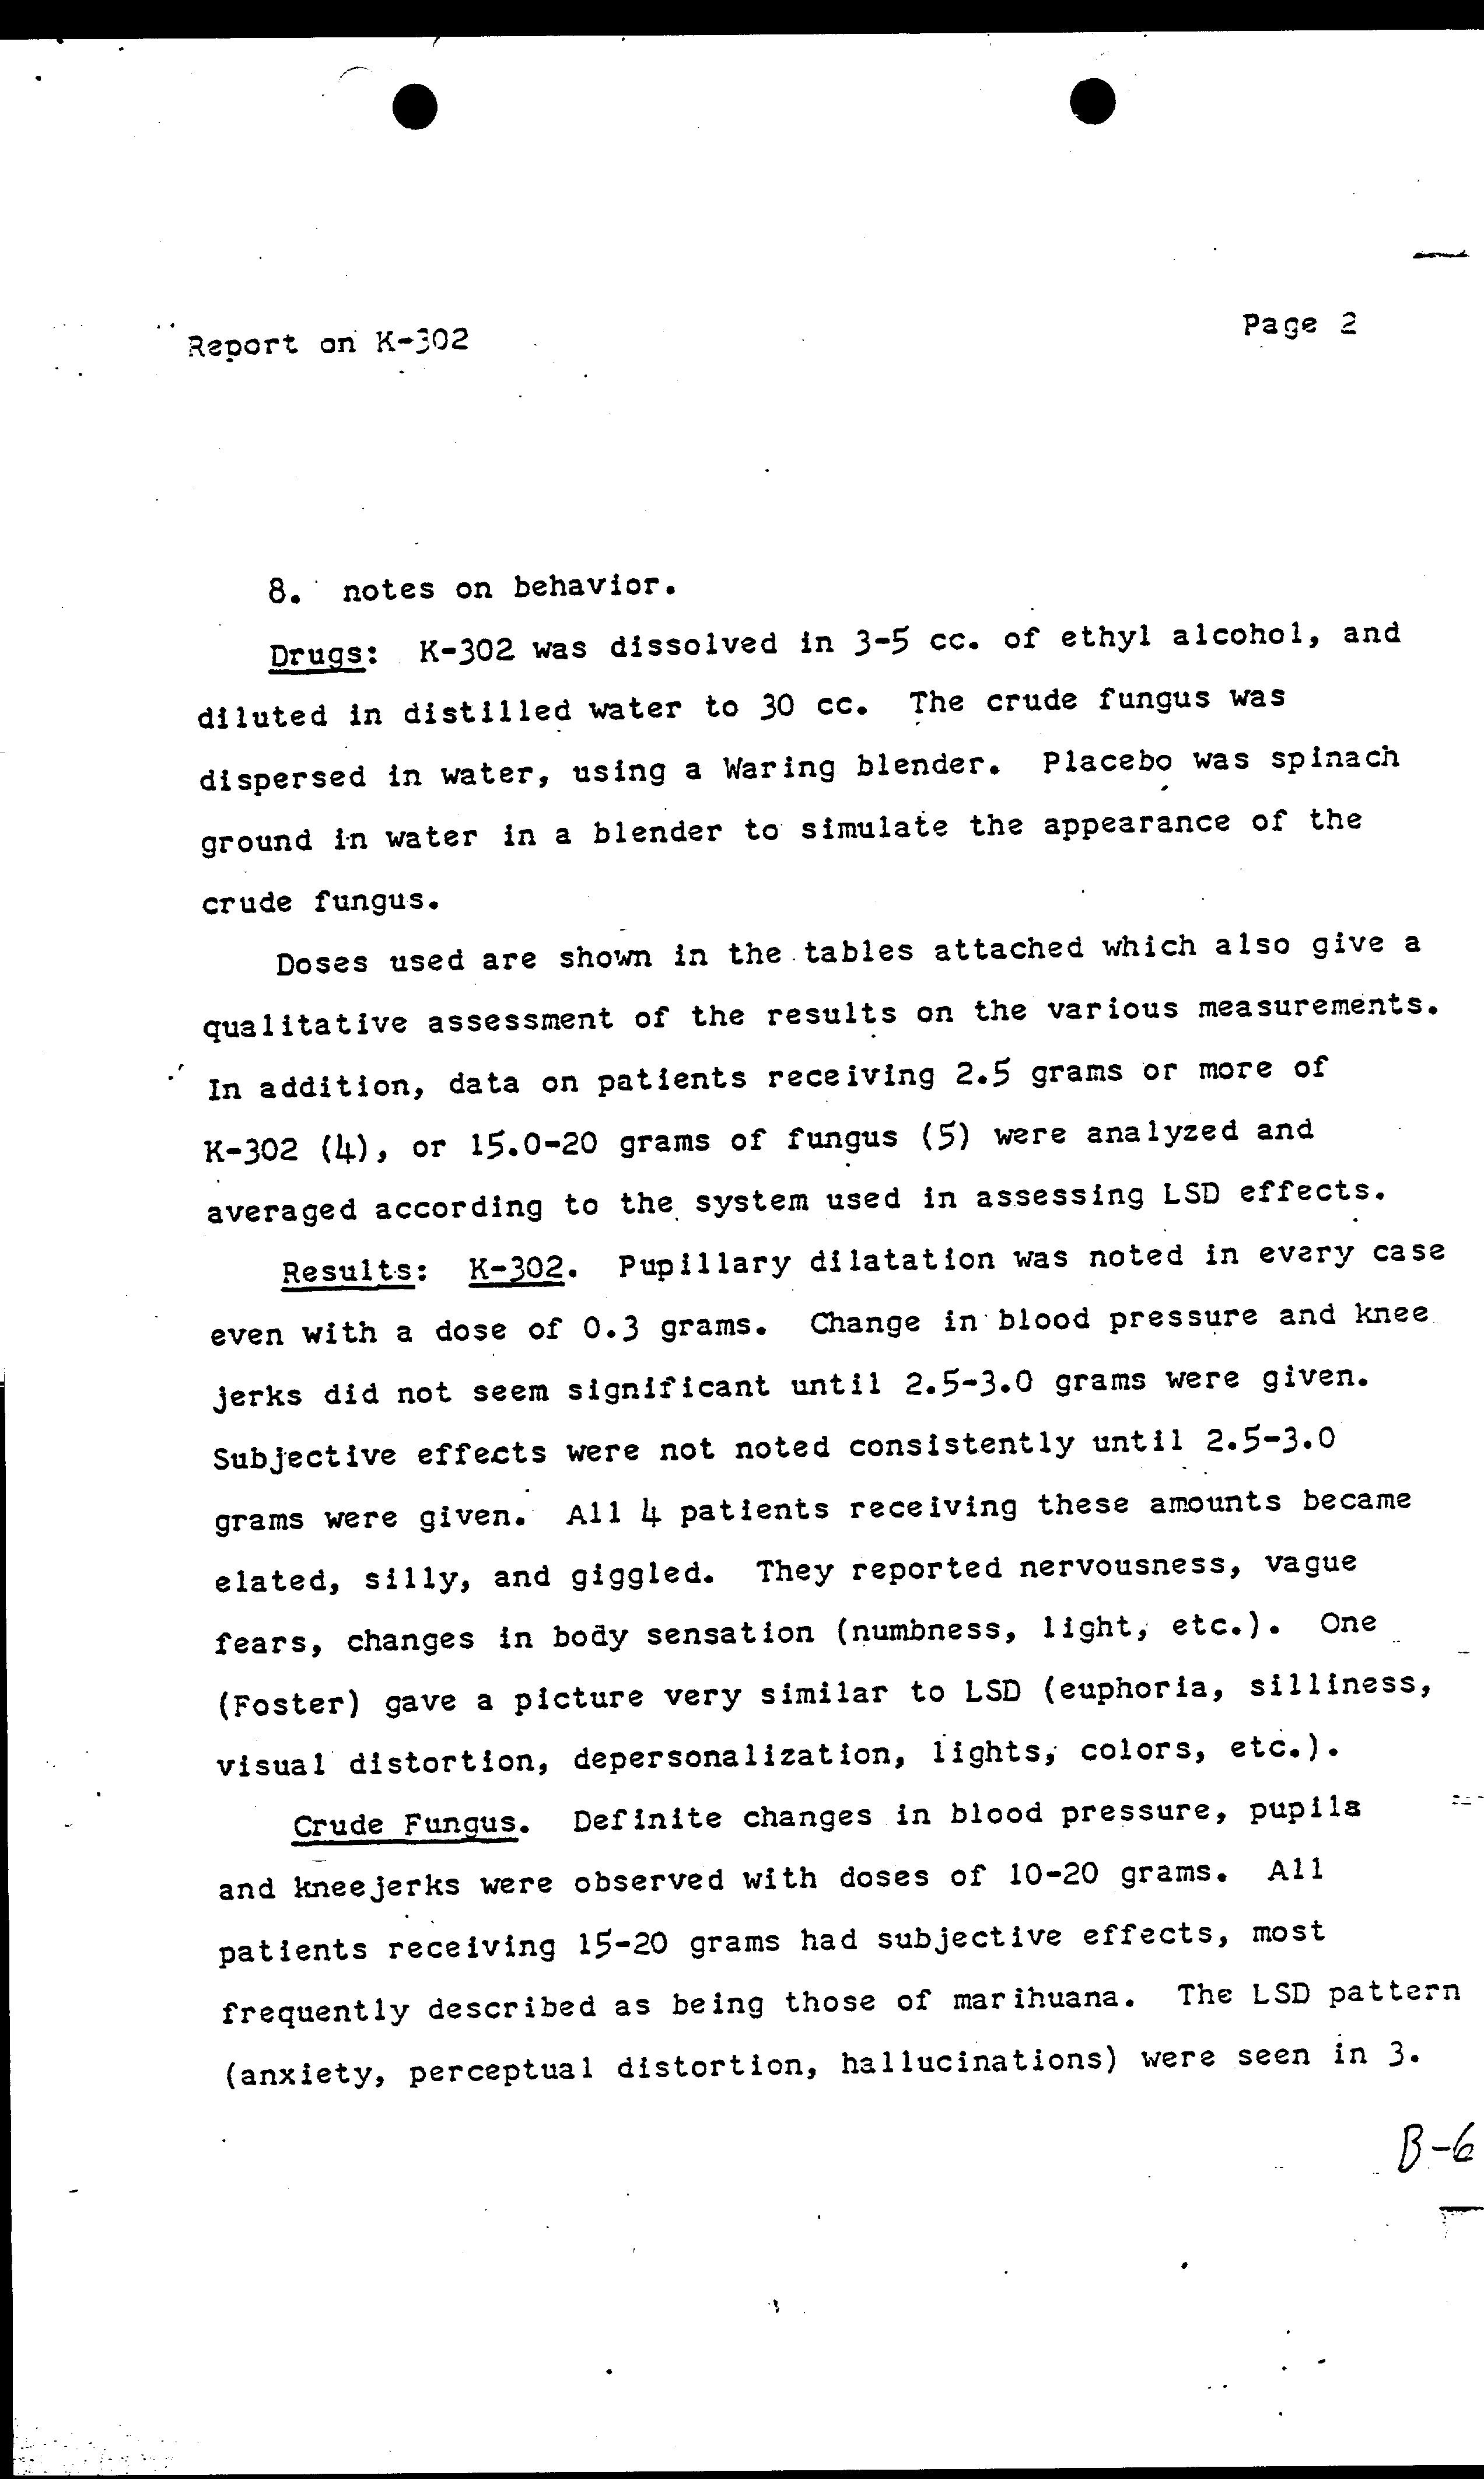 Report on K-302
Page 2
8. notes on behavior.
Drugs: K-302 was dissolved in 3-5 cc. of ethyl alcohol, and
diluted in distilled water to 30 cc. The crude fungus was
dispersed in water, using a Waring blender. Placebo was spinach
ground in water in a blender to simulate the appearance of the
crude fungus.
Doses used are shown in the tables attached which also give a
qualitative assessment of the results on the various measurements.
In addition, data on patients receiving 2.5 grams or more of
K-302 (4), or 15.0-20 grams of fungus (5) were analyzed and
averaged according to the system used in assessing LSD effects.
Results: K-302. Pupillary dilatation was noted in every case
even with a dose of 0.3 grams. Change in blood pressure and knee
jerks did not seem significant until 2.5-3.0 grams were given.
Subjective effects were not noted consistently until 2.5-3.0
grams were given. All 4 patients receiving these amounts became
elated, silly, and giggled. They reported nervousness, vague
fears, changes in body sensation (numbness, light, etc.). One
(Foster) gave a picture very similar to LSD (euphoria, silliness,
visual distortion, depersonalization, lights, colors, etc.).
Crude Fungus. Definite changes in blood pressure, pupils
and kneejerks were observed with doses of 10-20 grams. All
patients receiving 15-20 grams had subjective effects, most
frequently described as being those of marihuana. The LSD pattern
(anxiety, perceptual distortion, hallucinations) were seen in 3.
B-6